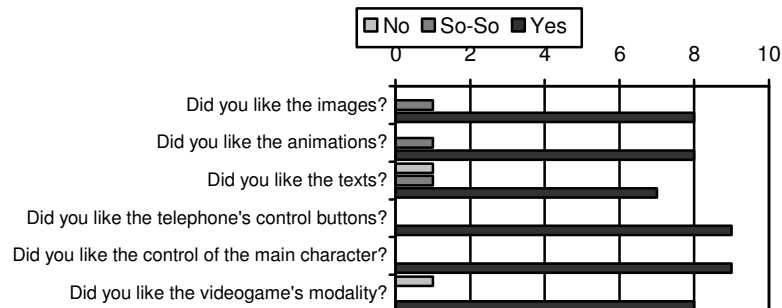 No So-So Yes
0 2 4 6 8 10
Did you like the images?
Did you like the animations?
Did you like the texts?
Did you like the telephone's control buttons?
Did you like the control of the main character?
Did you like the videogame's modality?